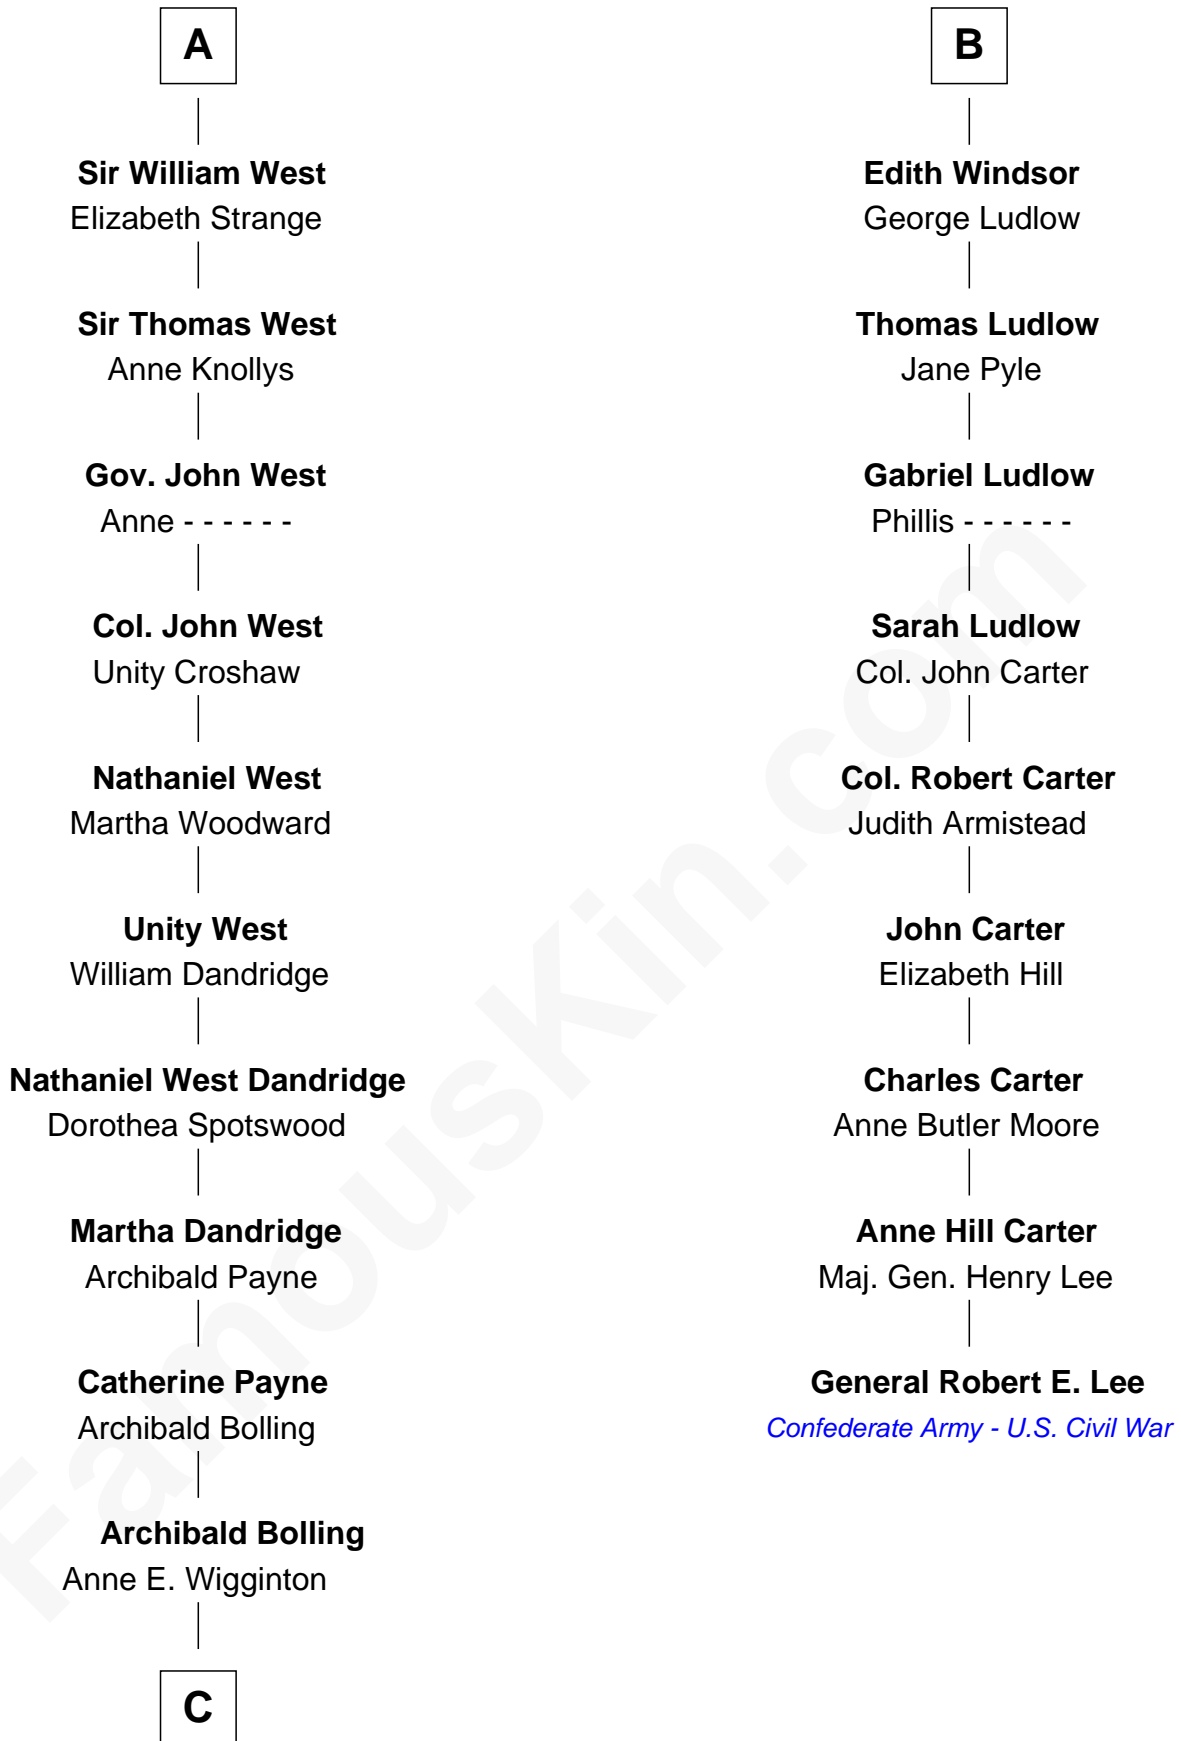 A
Sir William West
Elizabeth Strange
Sir Thomas West
Anne Knollys
Gov. John West
Anne - - - - - -
Col. John West
Unity Croshaw
Nathaniel West
Martha Woodward
Unity West
William Dandridge
Nathaniel West Dandridge
Dorothea Spotswood
Martha Dandridge
Archibald Payne
Catherine Payne
Archibald Bolling
Archibald Bolling
Anne E. Wigginton
C
B
Edith Windsor
George Ludlow
Thomas Ludlow
Jane Pyle
Gabriel Ludlow
Phillis - - - - - -
Sarah Ludlow
Col. John Carter
Col. Robert Carter
Judith Armistead
John Carter
Elizabeth Hill
Charles Carter
Anne Butler Moore
Anne Hill Carter
Maj. Gen. Henry Lee
General Robert E. Lee
Confederate Army - U.S. Civil War
FamousKin.com